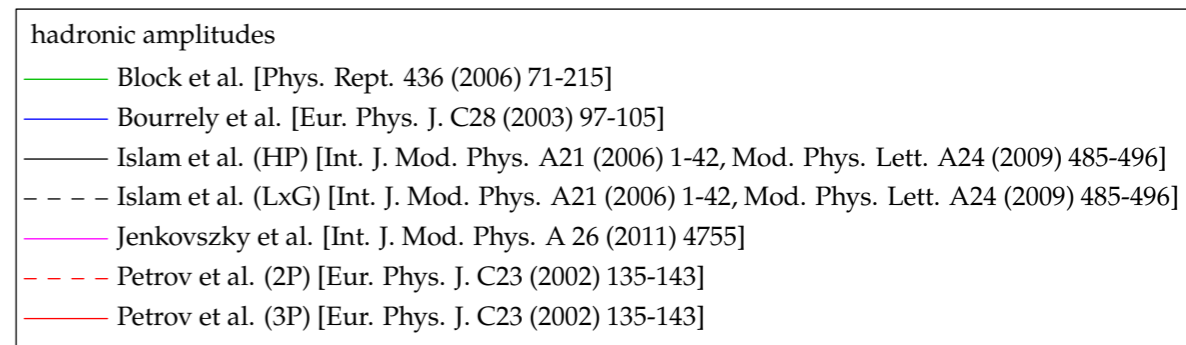 hadronic amplitudes
Block et al. [Phys. Rept. 436 (2006) 71-215]
Bourrely et al. [Eur. Phys. J. C28 (2003) 97-105]
Islam et al. (HP) [Int. J. Mod. Phys. A21 (2006) 1-42, Mod. Phys. Lett. A24 (2009) 485-496]
Islam et al. (LxG) [Int. J. Mod. Phys. A21 (2006) 1-42, Mod. Phys. Lett. A24 (2009) 485-496]
Jenkovszky et al. [Int. J. Mod. Phys. A 26 (2011) 4755]
Petrov et al. (2P) [Eur. Phys. J. C23 (2002) 135-143]
Petrov et al. (3P) [Eur. Phys. J. C23 (2002) 135-143]